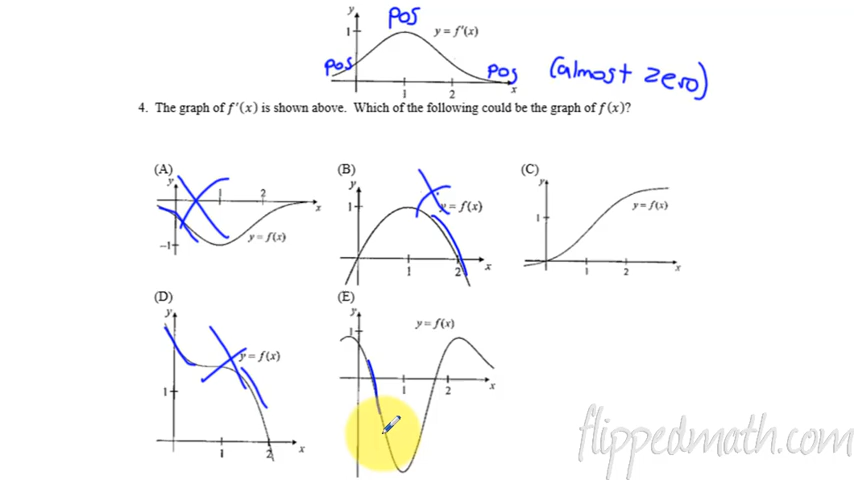 y
pos
1
y = f'(x)
pos
pos
(almost zero)
1
2
x
4. The graph of f'(x) is shown above. Which of the following could be the graph of f(x)?
(A)
y
1
2
x
-1
y = f(x)
(B)
y
1
y = f(x)
1
2
x
(C)
y
1
y = f(x)
1
2
x
(D)
y
y = f(x)
1
1
2
x
(E)
y
1
y = f(x)
1
2
x
flippedmath.com